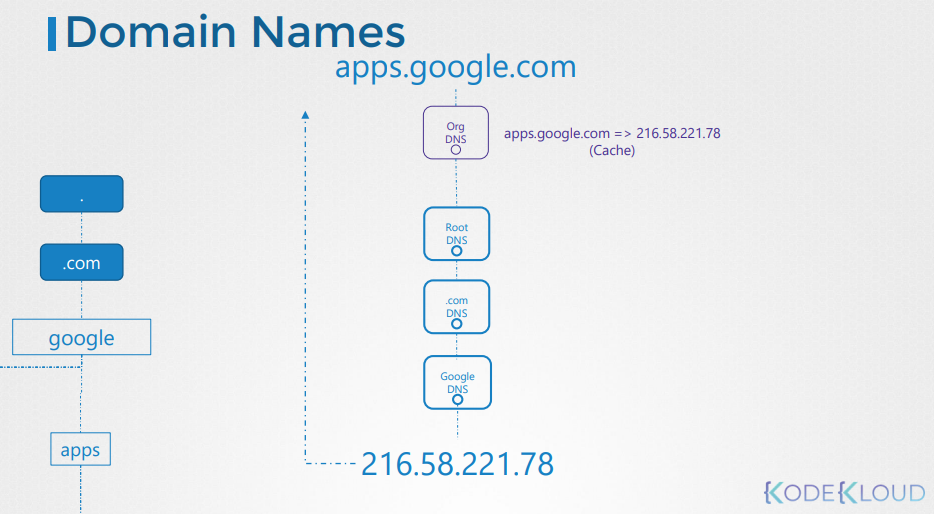 Domain Names
apps.google.com
Org
DNS
apps.google.com => 216.58.221.78
(Cache)
.
.com
google
apps
Root
DNS
.com
DNS
Google
DNS
216.58.221.78
KODEKLOUD